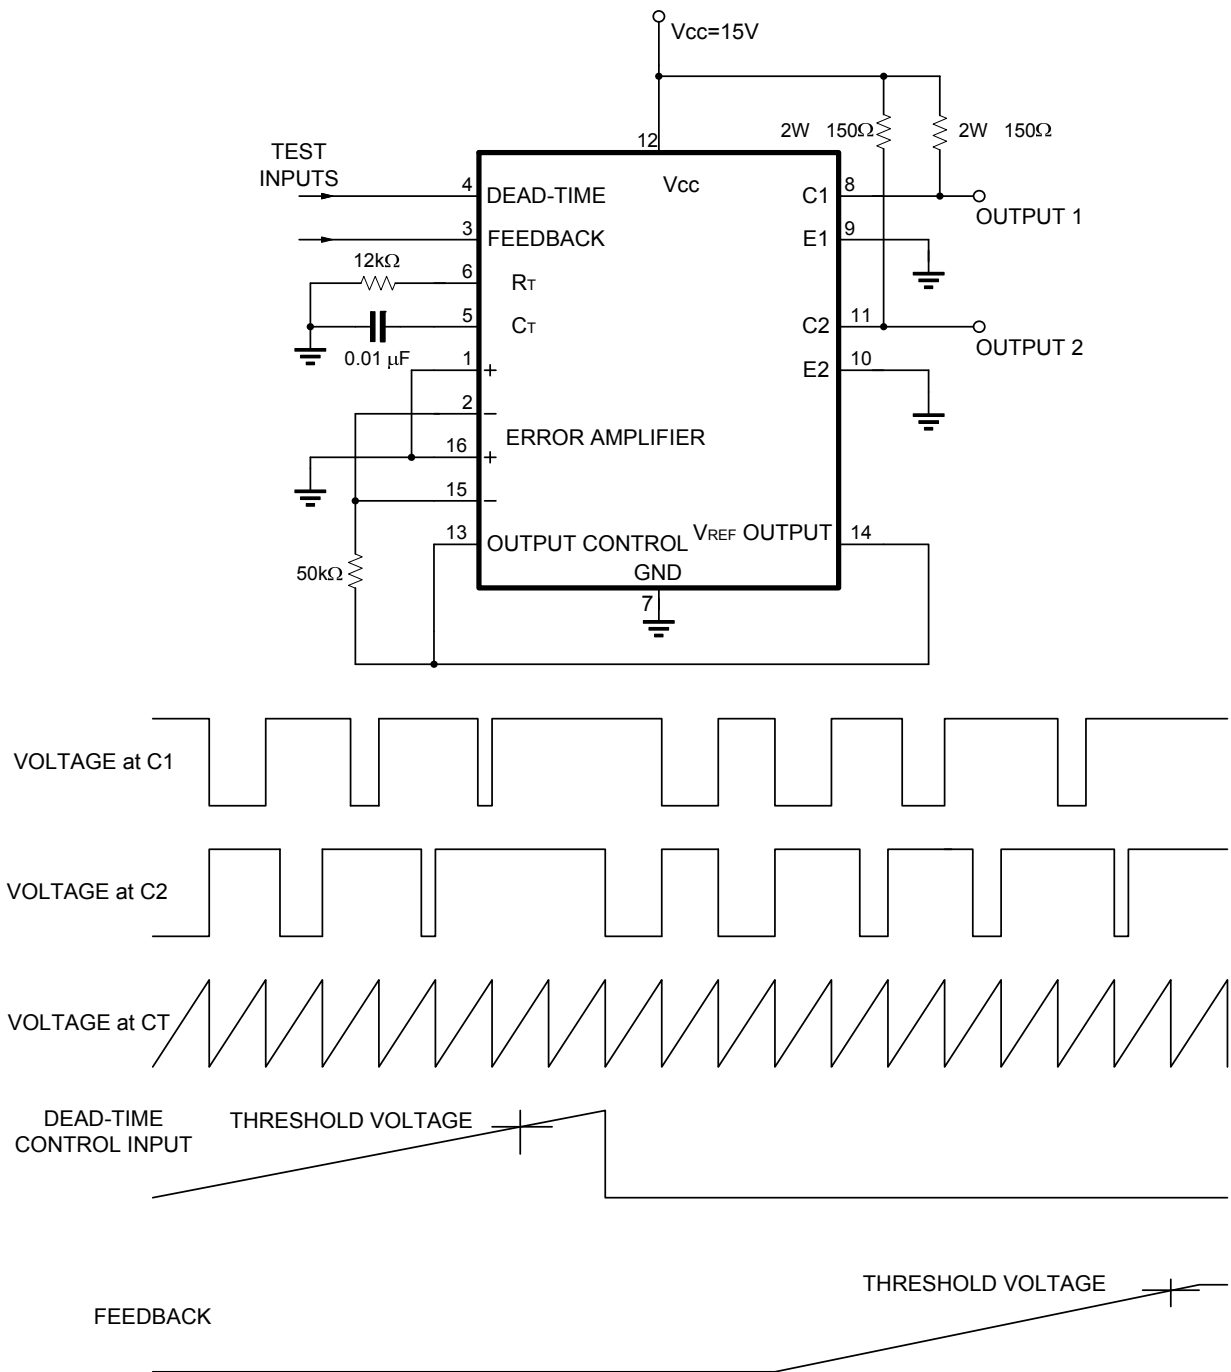 Vcc=15V
2W 150Ω 2W 150Ω
12
TEST
INPUTS
Vcc
4 DEAD-TIME C1 8
OUTPUT 1
3 FEEDBACK E1 9
12kΩ
6 RT
5 CT C2 11
OUTPUT 2
0.01 µF
1 + E2 10
2 –
ERROR AMPLIFIER
16 +
15 –
13 OUTPUT CONTROL VREF OUTPUT 14
50kΩ
GND
7
VOLTAGE at C1
VOLTAGE at C2
VOLTAGE at CT
DEAD-TIME
CONTROL INPUT
THRESHOLD VOLTAGE
THRESHOLD VOLTAGE
FEEDBACK